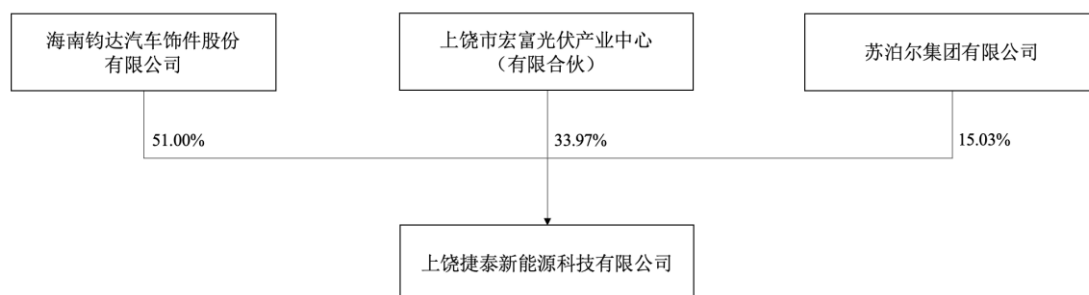 海南钧达汽车饰件股份
有限公司
上饶市宏富光伏产业中心
（有限合伙）
苏泊尔集团有限公司
51.00%
33.97%
15.03%
上饶捷泰新能源科技有限公司